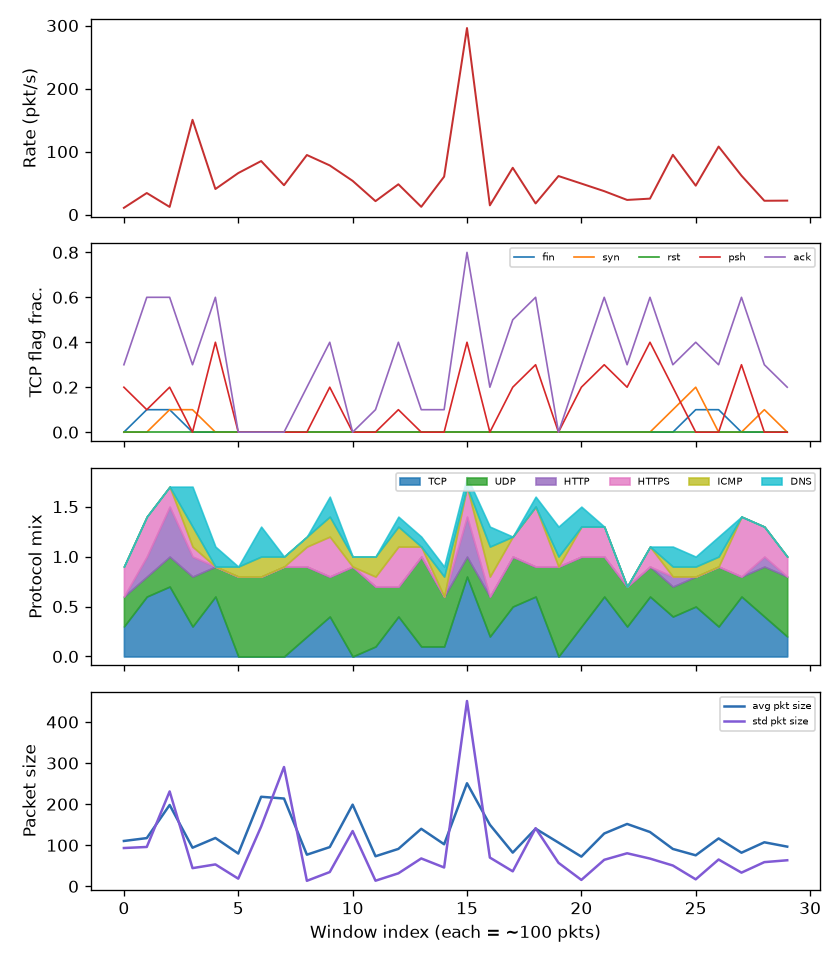 300
200
100
0
Rate (pkt/s)
fin syn rst psh ack
0.8
0.6
0.4
0.2
0.0
TCP flag frac.
TCP UDP HTTP HTTPS ICMP DNS
1.5
1.0
0.5
0.0
Protocol mix
avg pkt size
std pkt size
400
300
200
100
0
Packet size
0 5 10 15 20 25 30
Window index (each = ~100 pkts)